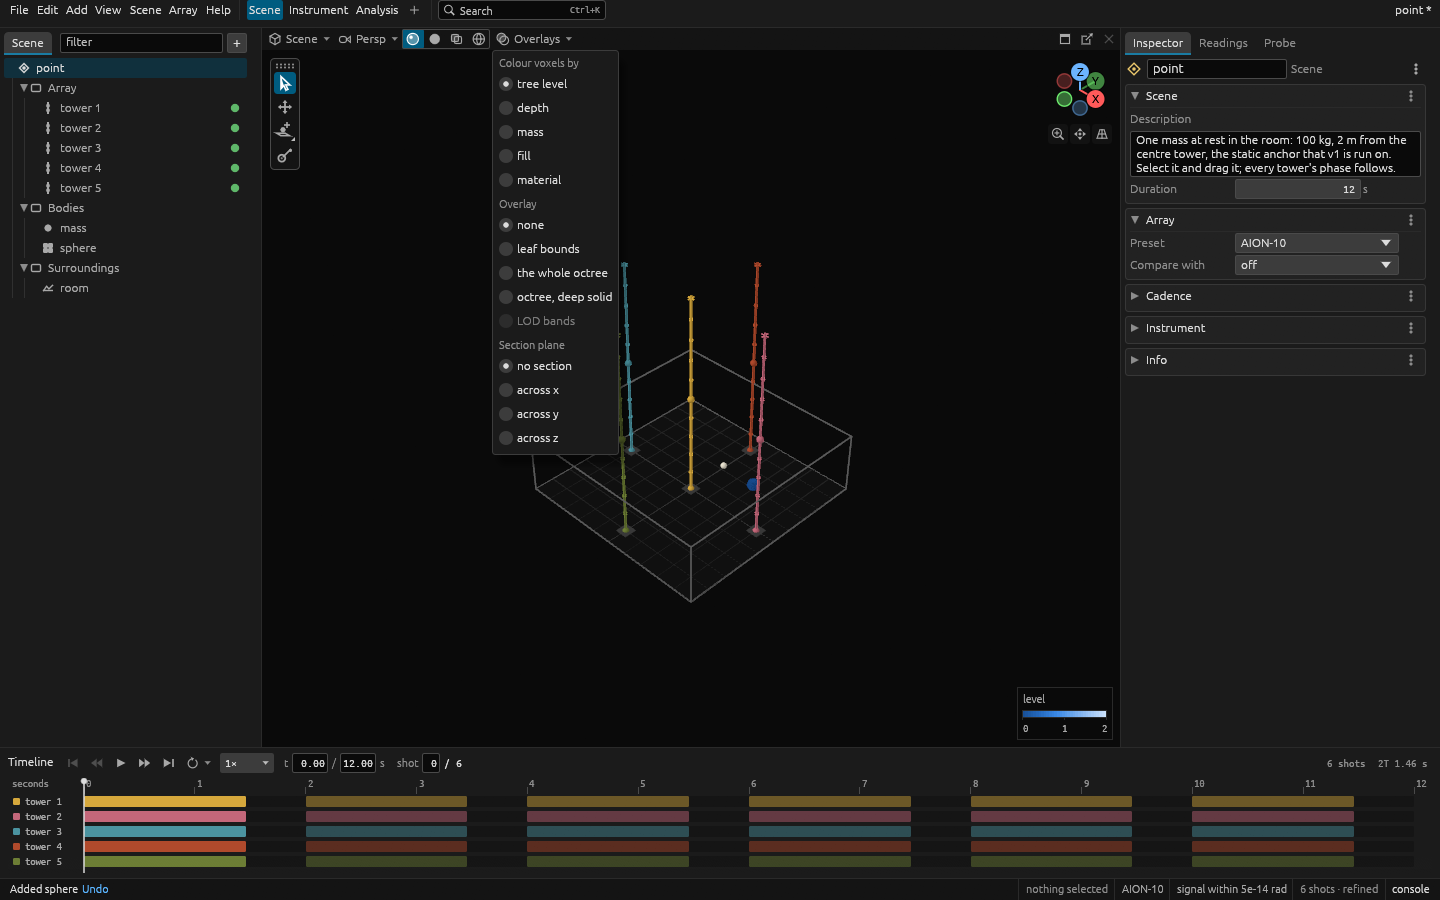 File Edit Add View Scene Array Help Scene Instrument Analysis + Search Ctrl+K point *
Scene filter +
point
Array
tower 1
tower 2
tower 3
tower 4
tower 5
Bodies
mass
sphere
Surroundings
room
Scene Persp Overlays
Colour voxels by
tree level
depth
mass
fill
material
Overlay
none
leaf bounds
the whole octree
octree, deep solid
LOD bands
Section plane
no section
across x
across y
across z
Z
Y
X
level
0 1 2
Inspector Readings Probe
point Scene
Scene
Description
One mass at rest in the room: 100 kg, 2 m from the
centre tower, the static anchor that v1 is run on.
Select it and drag it; every tower's phase follows.
Duration 12 s
Array
Preset AION-10
Compare with off
Cadence
Instrument
Info
Timeline 1× t 0.00 / 12.00 s shot 0 / 6 6 shots 2T 1.46 s
seconds 0 1 2 3 4 5 6 7 8 9 10 11 12
tower 1
tower 2
tower 3
tower 4
tower 5
Added sphere Undo nothing selected AION-10 signal within 5e-14 rad 6 shots · refined console